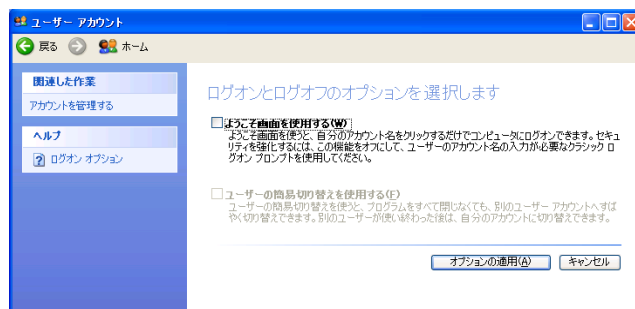 ユーザー アカウント
戻る ホーム
関連した作業
アカウントを管理する
ヘルプ
ログオン オプション
ログオンとログオフのオプションを選択します
ようこそ画面を使用する(W)
ようこそ画面を使うと、自分のアカウント名をクリックするだけでコンピュータにログオンできます。セキュ
リティを強化するには、この機能をオフにして、ユーザーのアカウント名の入力が必要なクラシック ロ
グオン プロンプトを使用してください。
ユーザーの簡易切り替えを使用する(F)
ユーザーの簡易切り替えを使うと、プログラムをすべて閉じなくても、別のユーザー アカウントへすば
やく切り替えできます。別のユーザーが使い終わった後は、自分のアカウントに切り替えできます。
オプションの適用(A) キャンセル